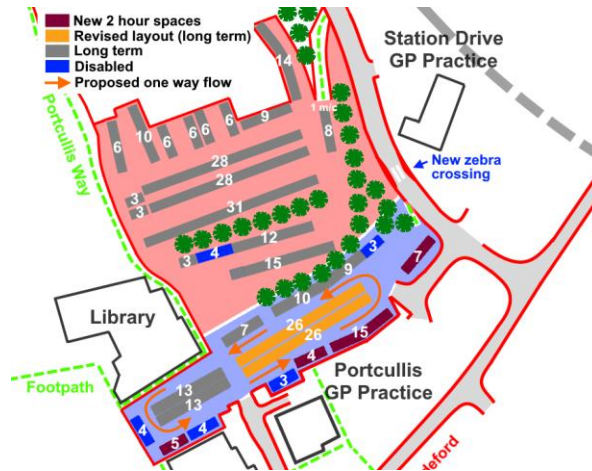 New 2 hour spaces
Revised layout (long term)
Long term
Disabled
Proposed one way flow
Station Drive
GP Practice
New zebra
crossing
Portcullis Way
14
1 m/c
9
8
6
10
6
6
6
6
28
28
3
3
31
12
4
3
15
3
9
7
10
7
26
26
15
4
3
Library
Portcullis
GP Practice
Footpath
13
13
4
5
4
deford